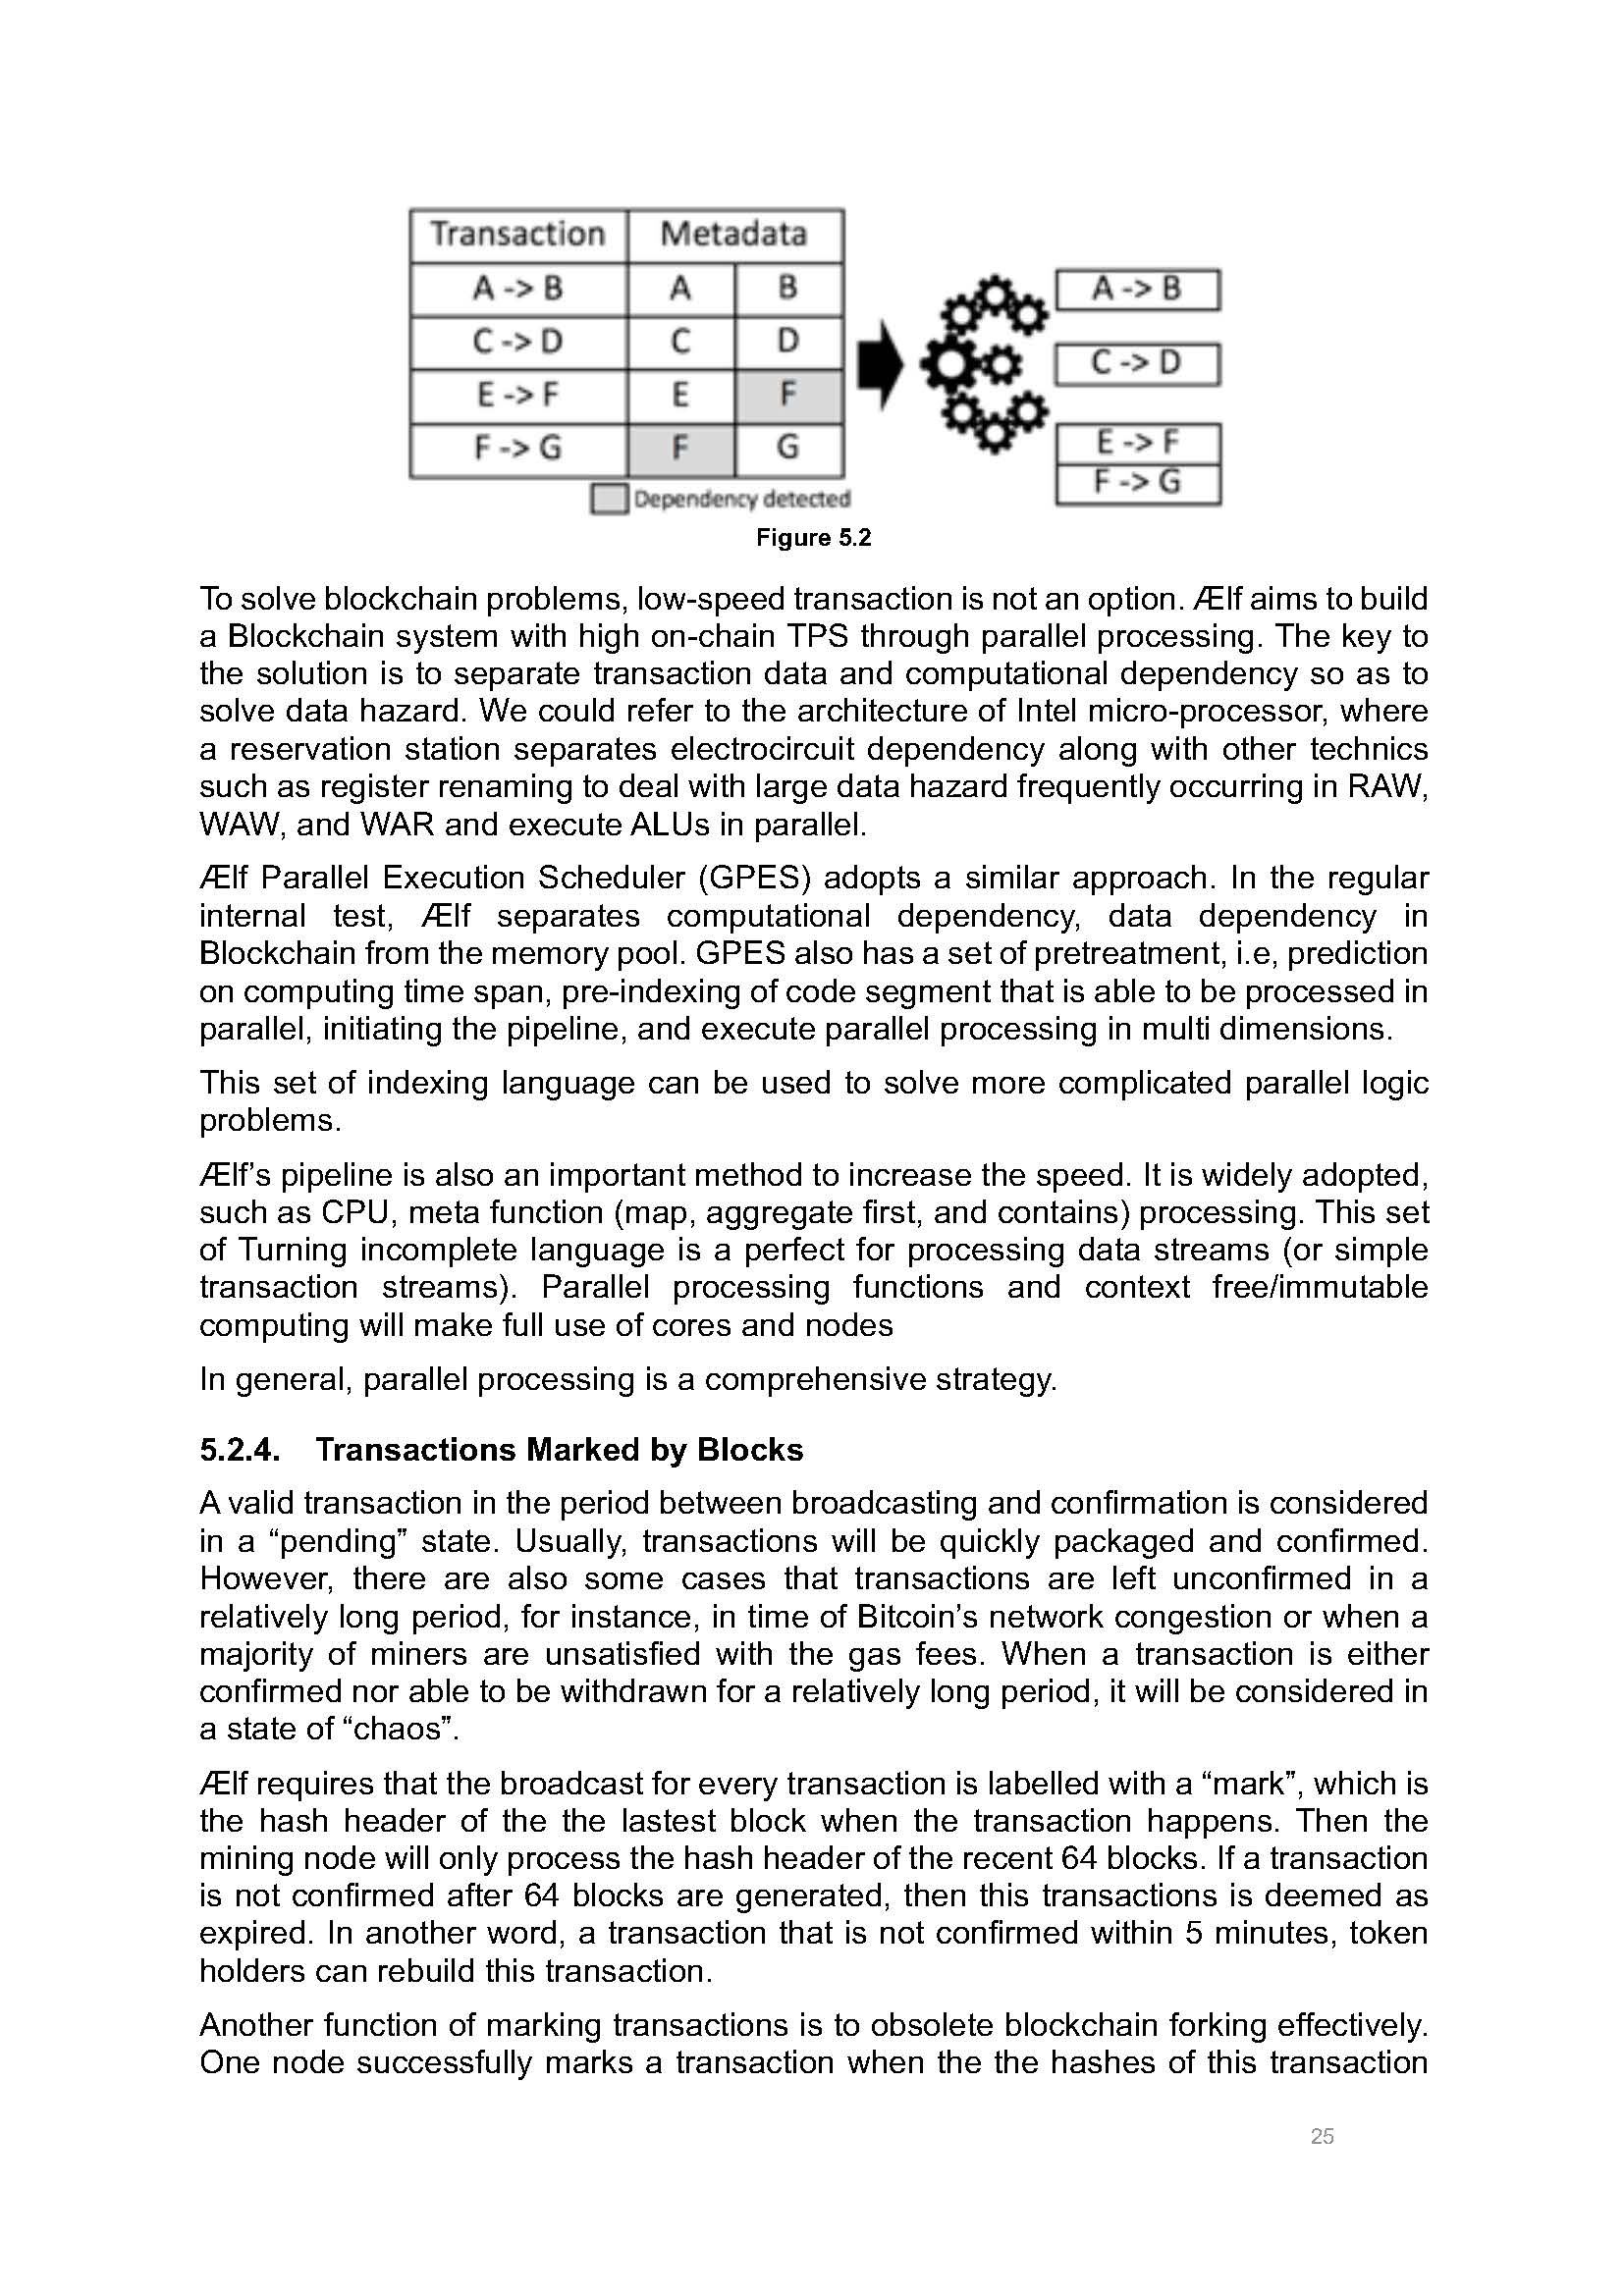 Transaction Metadata
A -> B A B
C -> D C D
E -> F E F
F -> G F G
Dependency detected
A -> B
C -> D
E -> F
F -> G
Figure 5.2
To solve blockchain problems, low-speed transaction is not an option. Ælf aims to build
a Blockchain system with high on-chain TPS through parallel processing. The key to
the solution is to separate transaction data and computational dependency so as to
solve data hazard. We could refer to the architecture of Intel micro-processor, where
a reservation station separates electrocircuit dependency along with other technics
such as register renaming to deal with large data hazard frequently occurring in RAW,
WAW, and WAR and execute ALUs in parallel.
Ælf Parallel Execution Scheduler (GPES) adopts a similar approach. In the regular
internal test, Ælf separates computational dependency, data dependency in
Blockchain from the memory pool. GPES also has a set of pretreatment, i.e, prediction
on computing time span, pre-indexing of code segment that is able to be processed in
parallel, initiating the pipeline, and execute parallel processing in multi dimensions.
This set of indexing language can be used to solve more complicated parallel logic
problems.
Ælf’s pipeline is also an important method to increase the speed. It is widely adopted,
such as CPU, meta function (map, aggregate first, and contains) processing. This set
of Turning incomplete language is a perfect for processing data streams (or simple
transaction streams). Parallel processing functions and context free/immutable
computing will make full use of cores and nodes
In general, parallel processing is a comprehensive strategy.
5.2.4. Transactions Marked by Blocks
A valid transaction in the period between broadcasting and confirmation is considered
in a “pending” state. Usually, transactions will be quickly packaged and confirmed.
However, there are also some cases that transactions are left unconfirmed in a
relatively long period, for instance, in time of Bitcoin’s network congestion or when a
majority of miners are unsatisfied with the gas fees. When a transaction is either
confirmed nor able to be withdrawn for a relatively long period, it will be considered in
a state of “chaos”.
Ælf requires that the broadcast for every transaction is labelled with a “mark”, which is
the hash header of the the lastest block when the transaction happens. Then the
mining node will only process the hash header of the recent 64 blocks. If a transaction
is not confirmed after 64 blocks are generated, then this transactions is deemed as
expired. In another word, a transaction that is not confirmed within 5 minutes, token
holders can rebuild this transaction.
Another function of marking transactions is to obsolete blockchain forking effectively.
One node successfully marks a transaction when the the hashes of this transaction
25